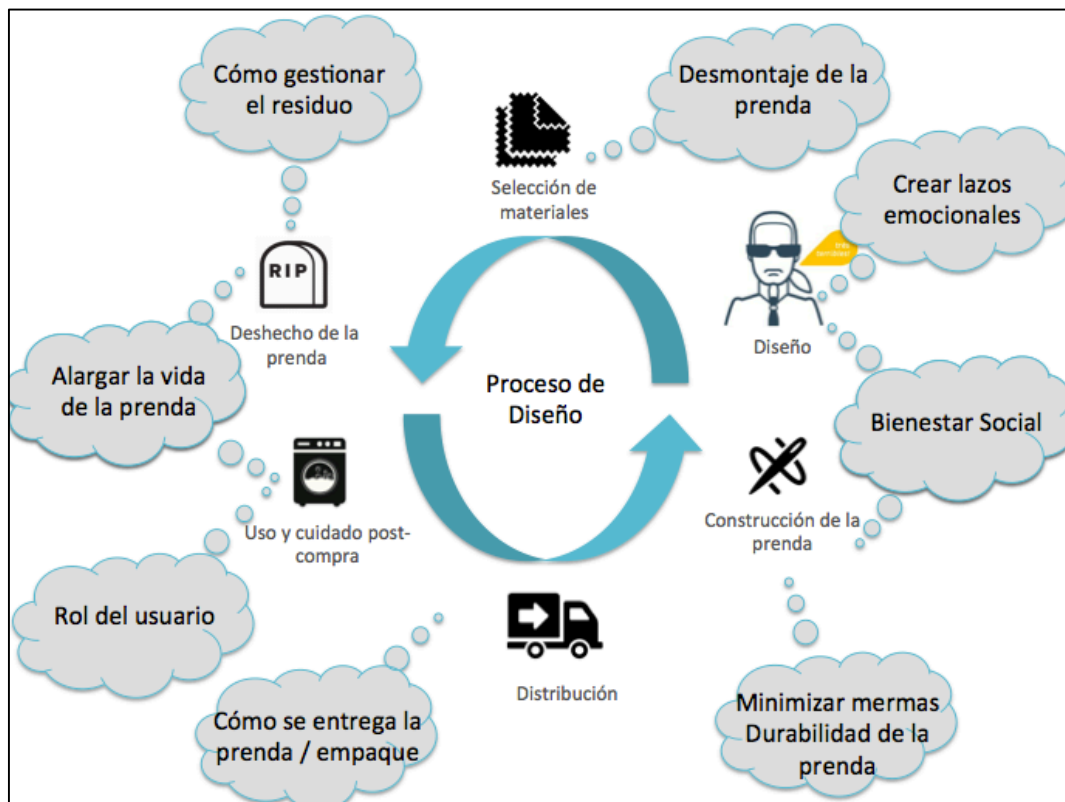 Cómo gestionar
el residuo
Desmontaje de la
prenda
Selección de
materiales
Crear lazos
emocionales
RIP
Deshecho de la
prenda
Diseño
Alargar la vida
de la prenda
Proceso de
Diseño
Bienestar Social
Uso y cuidado post-
compra
Construcción de la
prenda
Rol del usuario
Distribución
Cómo se entrega la
prenda / empaque
Minimizar mermas
Durabilidad de la
prenda